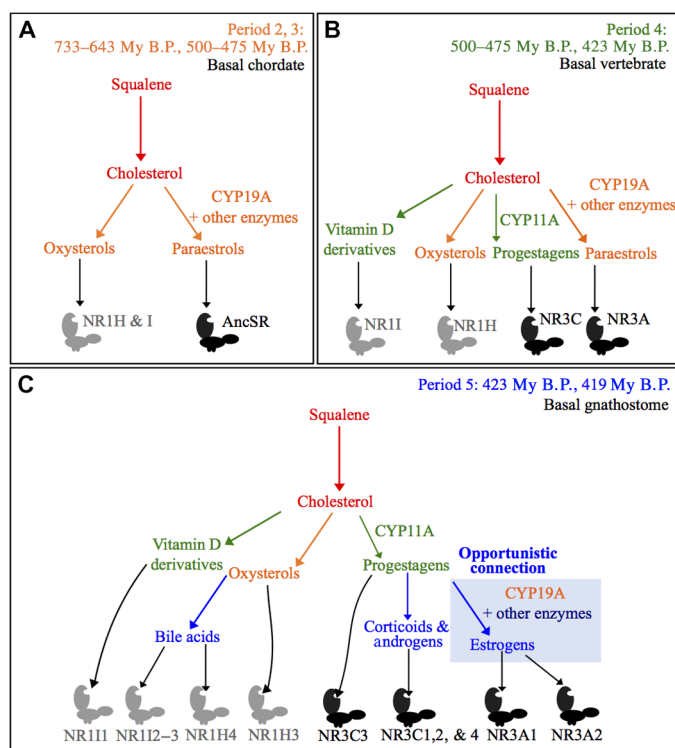 A
Period 2, 3:
733–643 My B.P., 500–475 My B.P.
Basal chordate
Squalene
Cholesterol
CYP19A
+ other enzymes
Oxysterols
Paraestrols
NR1H & I
AncSR
B
Period 4:
500–475 My B.P., 423 My B.P.
Basal vertebrate
Squalene
Cholesterol
CYP19A
+ other enzymes
CYP11A
Vitamin D
derivatives
Oxysterols
Progestagens
Paraestrols
NR1I
NR1H
NR3C
NR3A
C
Period 5: 423 My B.P., 419 My B.P.
Basal gnathostome
Squalene
Cholesterol
CYP11A
Vitamin D
derivatives
Oxysterols
Progestagens
Opportunistic
connection
CYP19A
+ other enzymes
Bile acids
Corticoids &
androgens
Estrogens
NR1I1
NR1I2–3
NR1H4
NR1H3
NR3C3
NR3C1,2, & 4
NR3A1
NR3A2